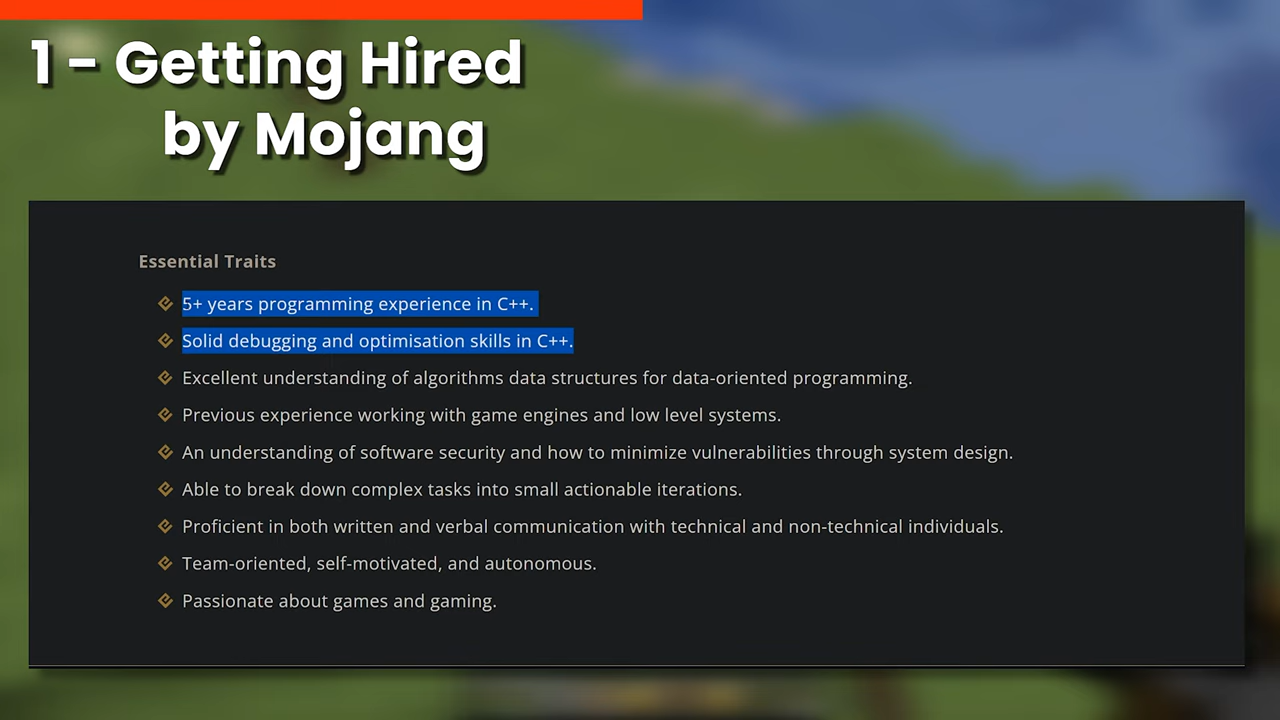 1 - Getting Hired
by Mojang
Essential Traits
5+ years programming experience in C++.
Solid debugging and optimisation skills in C++.
Excellent understanding of algorithms data structures for data-oriented programming.
Previous experience working with game engines and low level systems.
An understanding of software security and how to minimize vulnerabilities through system design.
Able to break down complex tasks into small actionable iterations.
Proficient in both written and verbal communication with technical and non-technical individuals.
Team-oriented, self-motivated, and autonomous.
Passionate about games and gaming.